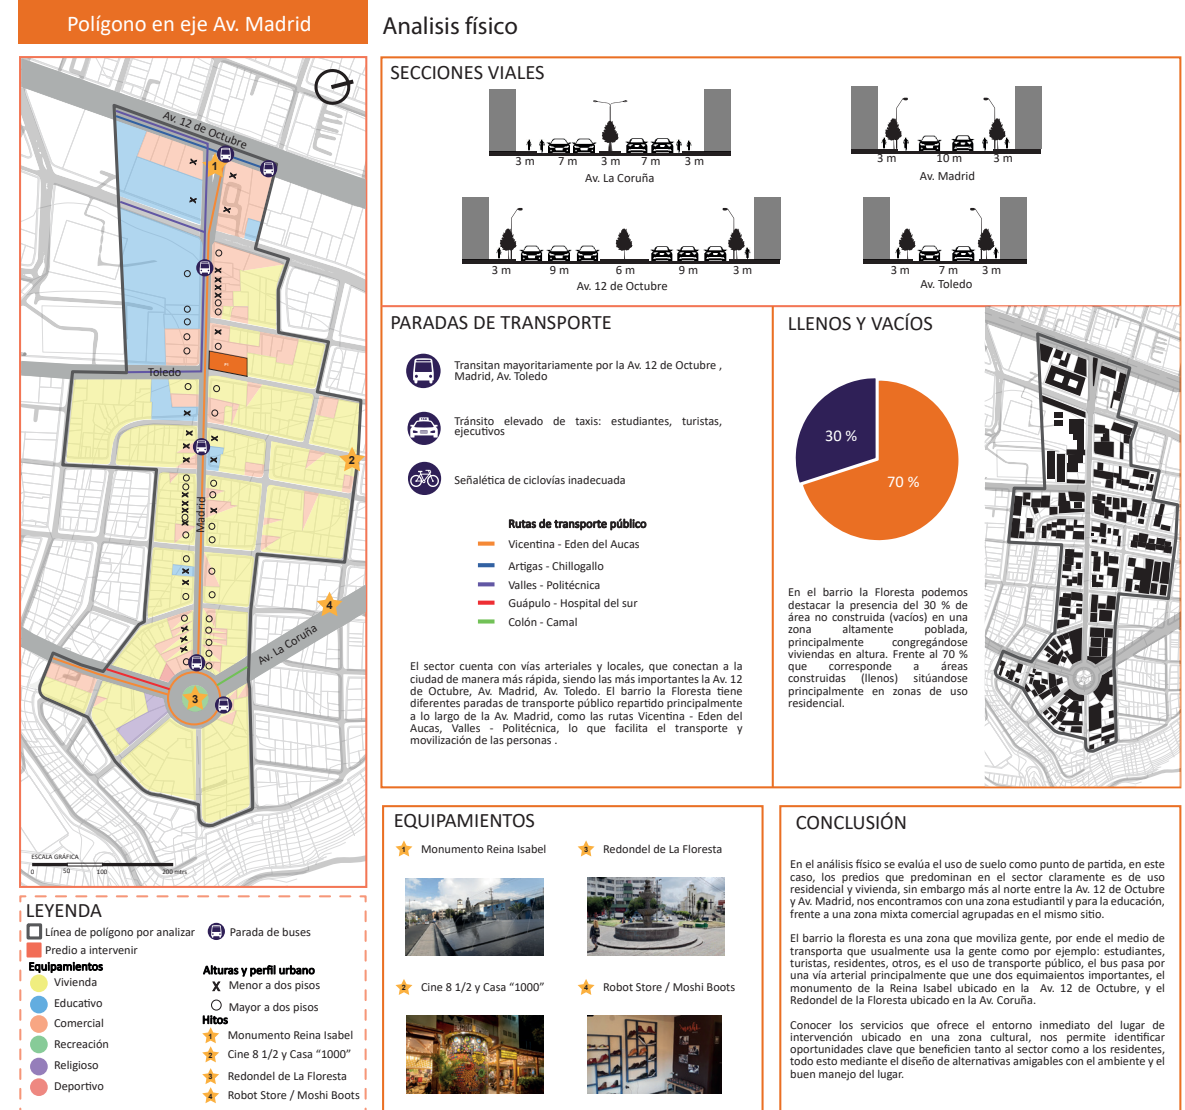 Polígono en eje Av. Madrid
Analisis físico
Av. 12 de Octubre
1
Toledo
2
Madrid
4
Av. La Coruña
3
ESCALA GRÁFICA
0 50 100 200 mtrs
LEYENDA
Línea de polígono por analizar
Parada de buses
Predio a intervenir
Equipamientos
Vivienda
Educativo
Comercial
Recreación
Religioso
Deportivo
Alturas y perfil urbano
x Menor a dos pisos
Mayor a dos pisos
Hitos
1 Monumento Reina Isabel
2 Cine 8 1/2 y Casa “1000”
3 Redondel de La Floresta
4 Robot Store / Moshi Boots
SECCIONES VIALES
3 m 7 m 3 m 7 m 3 m
Av. La Coruña
3 m 10 m 3 m
Av. Madrid
3 m 9 m 6 m 9 m 3 m
Av. 12 de Octubre
3 m 7 m 3 m
Av. Toledo
PARADAS DE TRANSPORTE
Transitan mayoritariamente por la Av. 12 de Octubre ,
Madrid, Av. Toledo
Tránsito elevado de taxis: estudiantes, turistas,
ejecutivos
Señalética de ciclovías inadecuada
Rutas de transporte público
Vicentina - Eden del Aucas
Artigas - Chillogallo
Valles - Politécnica
Guápulo - Hospital del sur
Colón - Camal
El sector cuenta con vías arteriales y locales, que conectan a la
ciudad de manera más rápida, siendo las más importantes la Av. 12
de Octubre, Av. Madrid, Av. Toledo. El barrio la Floresta tiene
diferentes paradas de transporte público repartido principalmente
a lo largo de la Av. Madrid, como las rutas Vicentina - Eden del
Aucas, Valles - Politécnica, lo que facilita el transporte y
movilización de las personas .
LLENOS Y VACÍOS
30 %
70 %
En el barrio la Floresta podemos
destacar la presencia del 30 % de
área no construida (vacíos) en una
zona altamente poblada,
principalmente congregándose
viviendas en altura. Frente al 70 %
que corresponde a áreas
construidas (llenos) sitúandose
principalmente en zonas de uso
residencial.
EQUIPAMIENTOS
1 Monumento Reina Isabel
3 Redondel de La Floresta
2 Cine 8 1/2 y Casa “1000”
4 Robot Store / Moshi Boots
CONCLUSIÓN
En el análisis físico se evalúa el uso de suelo como punto de partida, en este
caso, los predios que predominan en el sector claramente es de uso
residencial y vivienda, sin embargo más al norte entre la Av. 12 de Octubre
y Av. Madrid, nos encontramos con una zona estudiantil y para la educación,
frente a una zona mixta comercial agrupadas en el mismo sitio.
El barrio la floresta es una zona que moviliza gente, por ende el medio de
transporta que usualmente usa la gente como por ejemplo: estudiantes,
turistas, residentes, otros, es el uso de transporte público, el bus pasa por
una vía arterial principalmente que une dos equimaientos importantes, el
monumento de la Reina Isabel ubicado en la Av. 12 de Octubre, y el
Redondel de la Floresta ubicado en la Av. Coruña.
Conocer los servicios que ofrece el entorno inmediato del lugar de
intervención ubicado en una zona cultural, nos permite identificar
oportunidades clave que beneficien tanto al sector como a los residentes,
todo esto mediante el diseño de alternativas amigables con el ambiente y el
buen manejo del lugar.